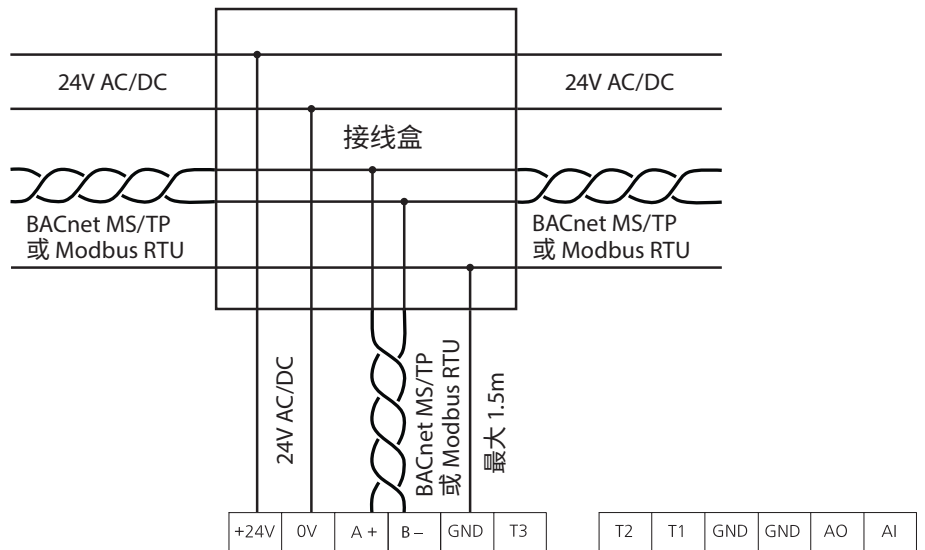 24V AC/DC
24V AC/DC
接线盒
BACnet MS/TP
或 Modbus RTU
BACnet MS/TP
或 Modbus RTU
24V AC/DC
BACnet MS/TP
或 Modbus RTU
最大 1.5m
+24V 0V A + B – GND T3 T2 T1 GND GND AO AI